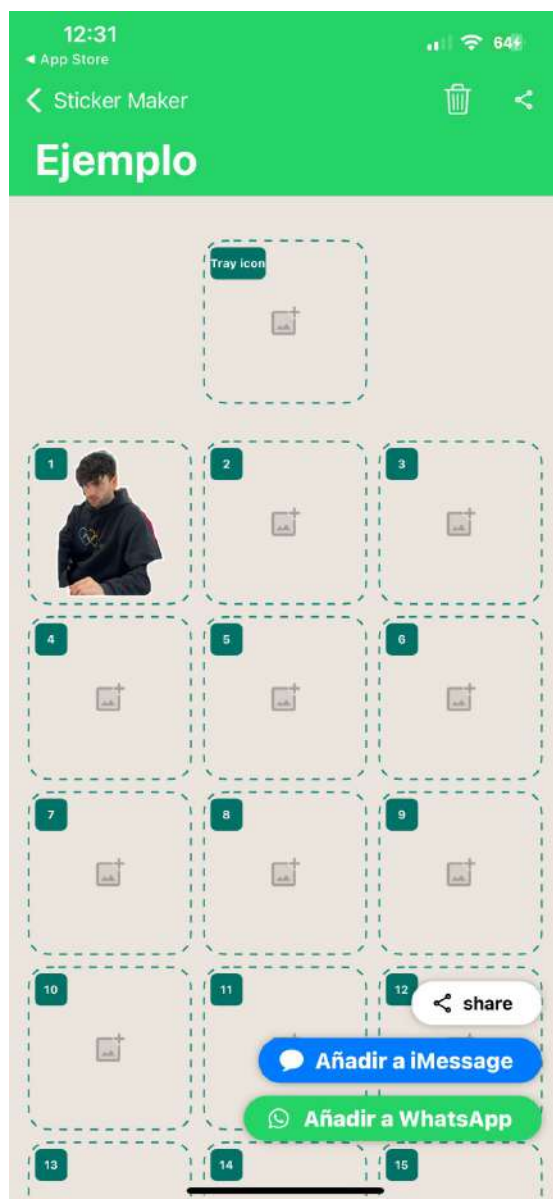 12:31
64
◀ App Store
Sticker Maker
Ejemplo
Tray icon
1
2
3
4
5
6
7
8
9
10
11
12
share
Añadir a iMessage
Añadir a WhatsApp
13
14
15